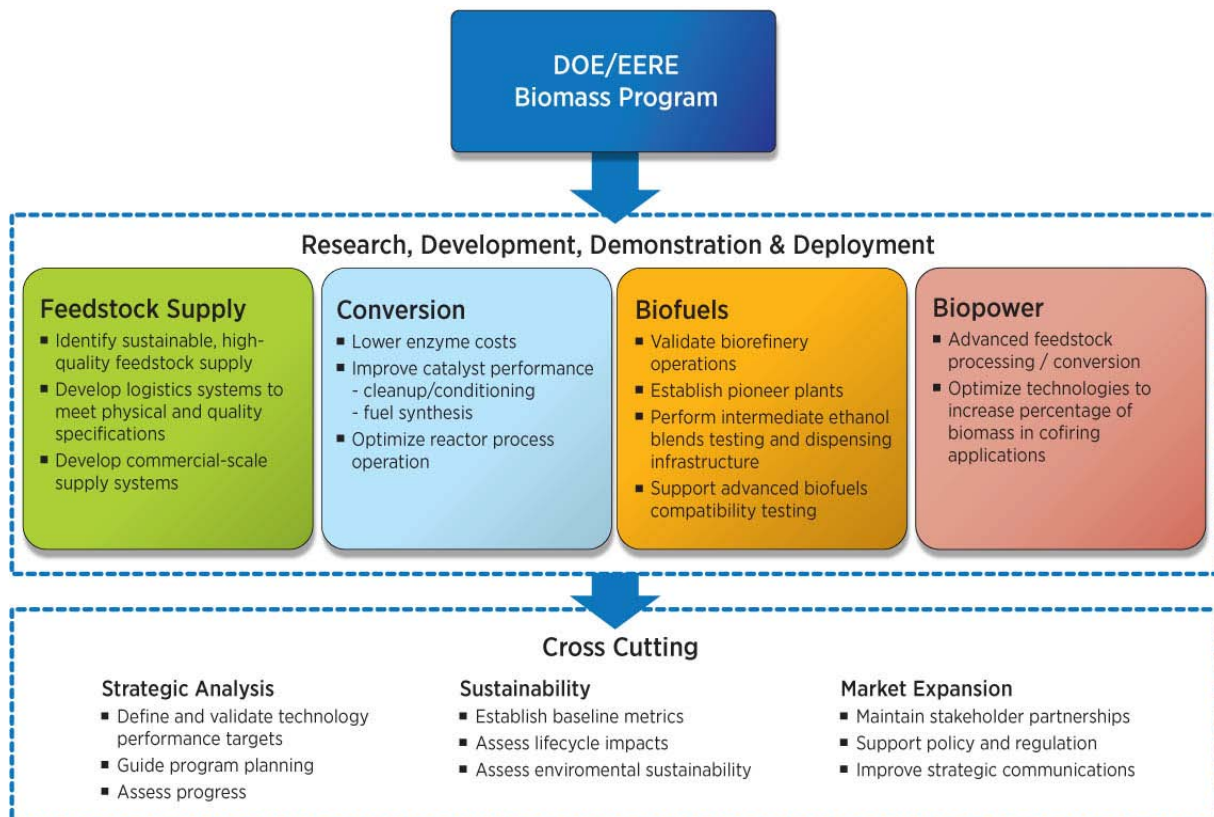 DOE/EERE
Biomass Program
Research, Development, Demonstration & Deployment
Feedstock Supply
▪ Identify sustainable, high-
quality feedstock supply
▪ Develop logistics systems to
meet physical and quality
specifications
▪ Develop commercial-scale
supply systems
Conversion
▪ Lower enzyme costs
▪ Improve catalyst performance
- cleanup/conditioning
- fuel synthesis
▪ Optimize reactor process
operation
Biofuels
▪ Validate biorefinery
operations
▪ Establish pioneer plants
▪ Perform intermediate ethanol
blends testing and dispensing
infrastructure
▪ Support advanced biofuels
compatibility testing
Biopower
▪ Advanced feedstock
processing / conversion
▪ Optimize technologies to
increase percentage of
biomass in cofiring
applications
Cross Cutting
Strategic Analysis
▪ Define and validate technology
performance targets
▪ Guide program planning
▪ Assess progress
Sustainability
▪ Establish baseline metrics
▪ Assess lifecycle impacts
▪ Assess enviromental sustainability
Market Expansion
▪ Maintain stakeholder partnerships
▪ Support policy and regulation
▪ Improve strategic communications